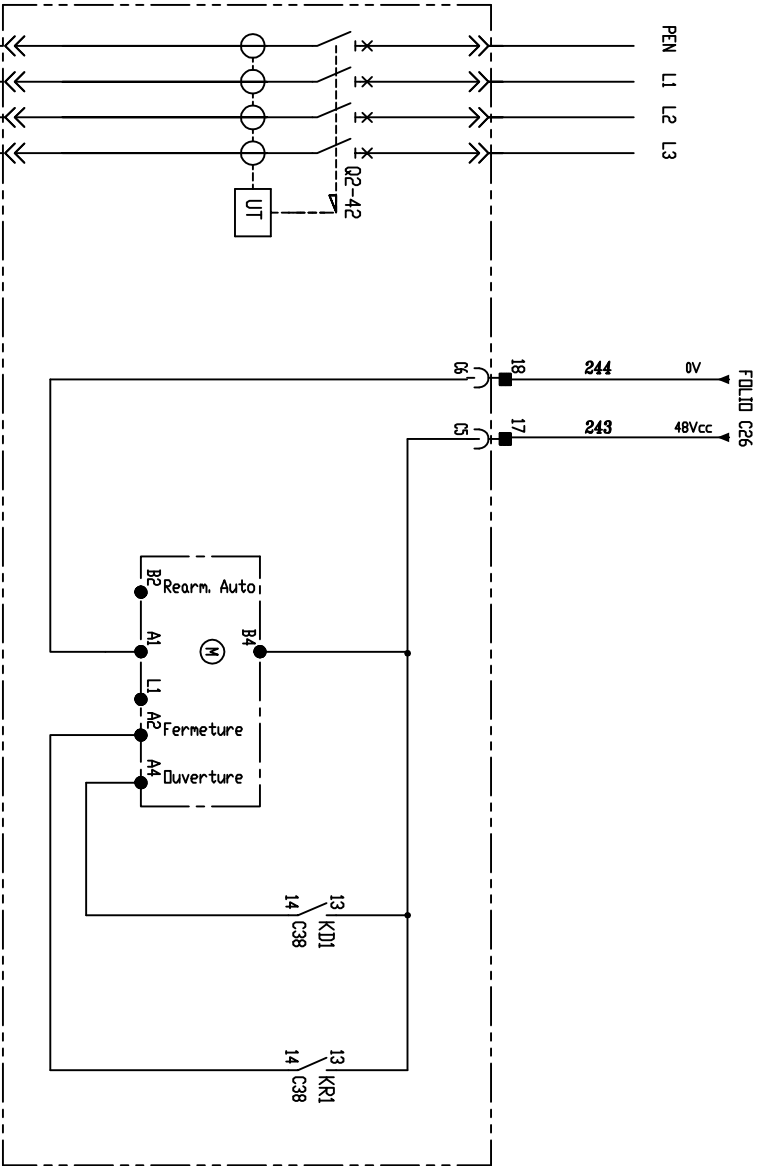 PEN
L1
L2
L3
Q2-42
UT
FOLIO C26
0V
244
18
C6
48Vcc
243
17
C5
B2
Rearm. Auto
A1
M
B4
L1
A2
Fermeture
A4
Ouverture
13
14
KD1
C38
13
14
KR1
C38